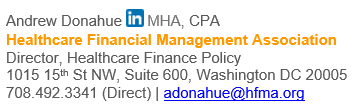 Andrew Donahue in MHA, CPA
Healthcare Financial Management Association
Director, Healthcare Finance Policy
1015 15th St NW, Suite 600, Washington DC 20005
708.492.3341 (Direct) | adonahue@hfma.org